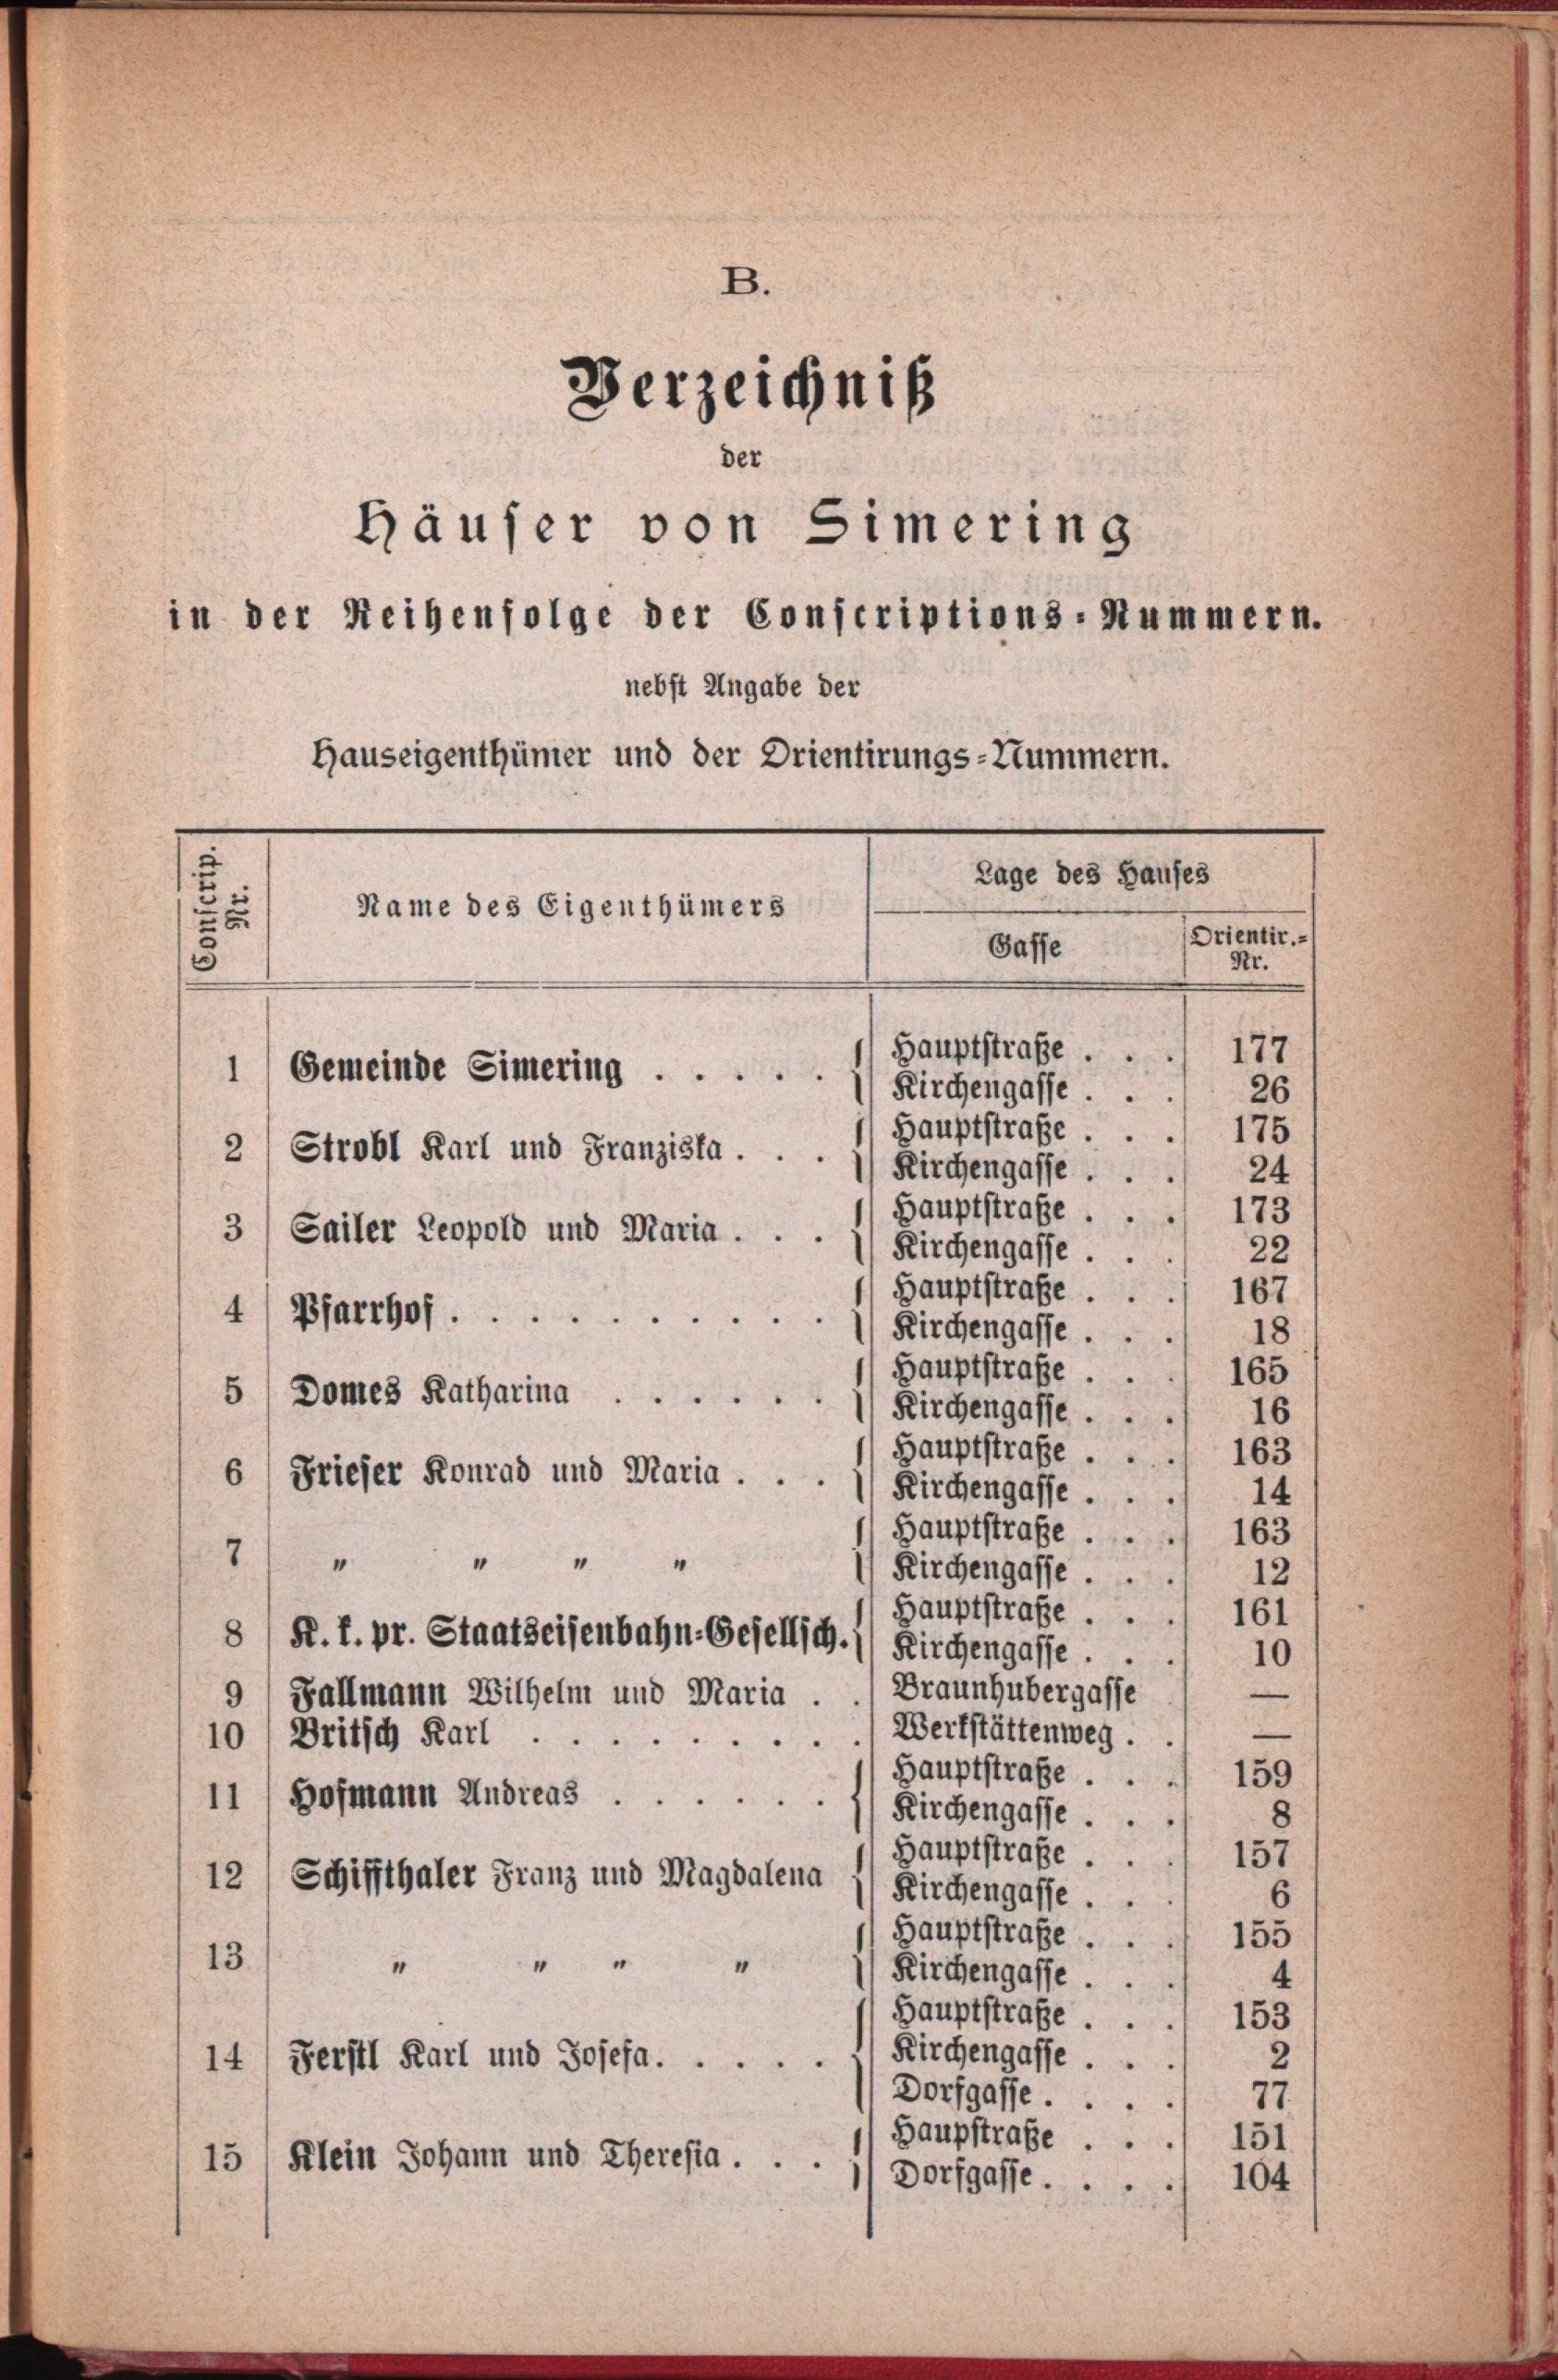 B.
Verzeichniß
der
Häuser von Simering
in der Reihenfolge der Conscriptions-Nummern.
nebst Angabe der
Hauseigenthümer und der Orientirungs-Nummern.
Conscrip. Nr.
Name des Eigenthümers
Lage des Hauses
Gasse
Orientir.-
Nr.
1 Gemeinde Simering . . . . . Hauptstraße . . . 177
Kirchengasse . . . 26
2 Strobl Karl und Franziska . . . Hauptstraße . . . 175
Kirchengasse . . . 24
3 Sailer Leopold und Maria . . . Hauptstraße . . . 173
Kirchengasse . . . 22
4 Pfarrhof . . . . . . . . . . Hauptstraße . . . 167
Kirchengasse . . . 18
5 Domes Katharina . . . . . . Hauptstraße . . . 165
Kirchengasse . . . 16
6 Frieser Konrad und Maria . . . Hauptstraße . . . 163
Kirchengasse . . . 14
7 " " " " Hauptstraße . . . 163
Kirchengasse . . . 12
8 K. k. pr. Staatseisenbahn-Gesellsch. Hauptstraße . . . 161
Kirchengasse . . . 10
9 Fallmann Wilhelm und Maria . . Braunhubergasse —
10 Britsch Karl . . . . . . . . . Werkstättenweg . . —
11 Hofmann Andreas . . . . . . Hauptstraße . . . 159
Kirchengasse . . . 8
12 Schiffthaler Franz und Magdalena Hauptstraße . . . 157
Kirchengasse . . . 6
13 " " " " Hauptstraße . . . 155
Kirchengasse . . . 4
14 Ferstl Karl und Josefa . . . . . Hauptstraße . . . 153
Kirchengasse . . . 2
Dorfgasse . . . . 77
15 Klein Johann und Theresia . . . Haupstraße . . . 151
Dorfgasse . . . . 104